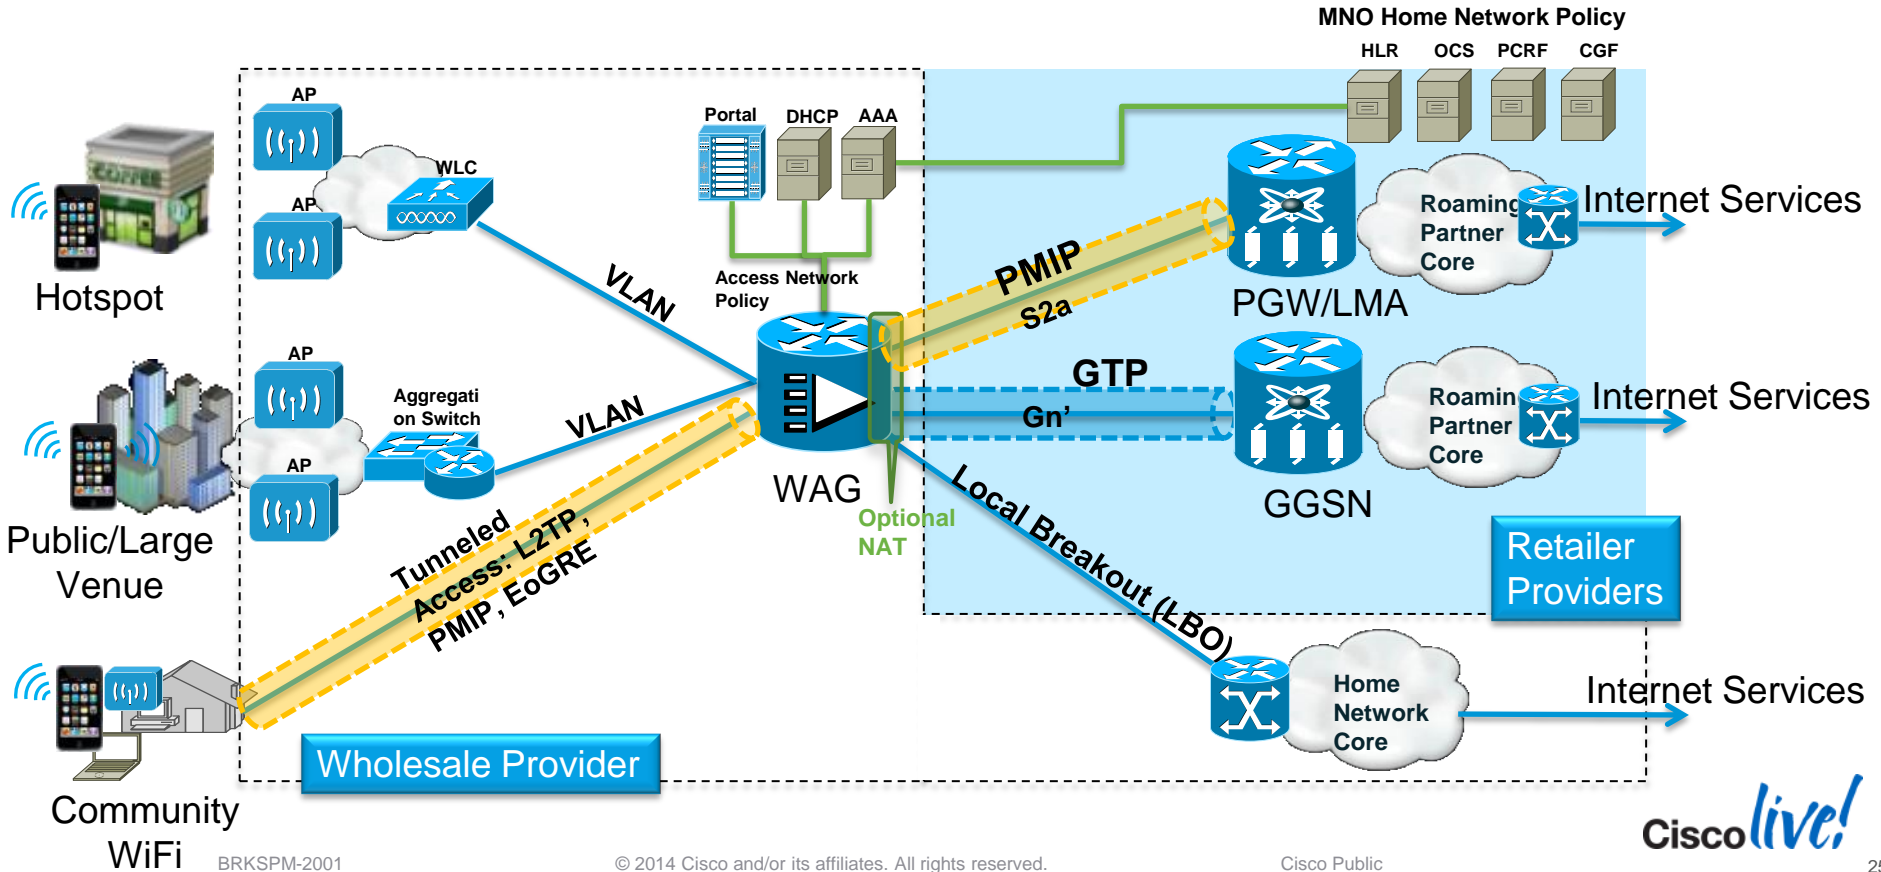 MNO Home Network Policy
HLR OCS PCRF CGF
AP
Portal DHCP AAA
COFFEE
WLC
AP
Hotspot
VLAN
Access Network
Policy
PMIP
S2a
PGW/LMA
Roaming
Partner
Core
Internet Services
AP
Aggregati
on Switch
VLAN
AP
Public/Large
Venue
WAG
Optional
NAT
GTP
Gn’
GGSN
Roamin
Partner
Core
Internet Services
Tunneled
Access: L2TP,
PMIP, EoGRE
Local Breakout (LBO)
Retailer
Providers
Home
Network
Core
Internet Services
Wholesale Provider
Community
WiFi
BRKSPM-2001
© 2014 Cisco and/or its affiliates. All rights reserved.
Cisco Public
Cisco live!
25